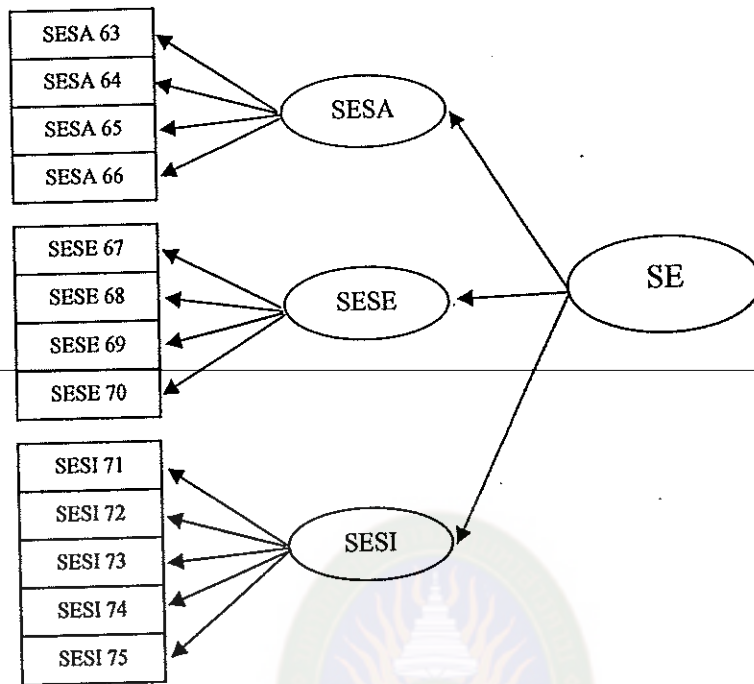 SESA 63
SESA 64
SESA 65
SESA 66
SESA
SESE 67
SESE 68
SESE 69
SESE 70
SESE
SE
SESI 71
SESI 72
SESI 73
SESI 74
SESI 75
SESI